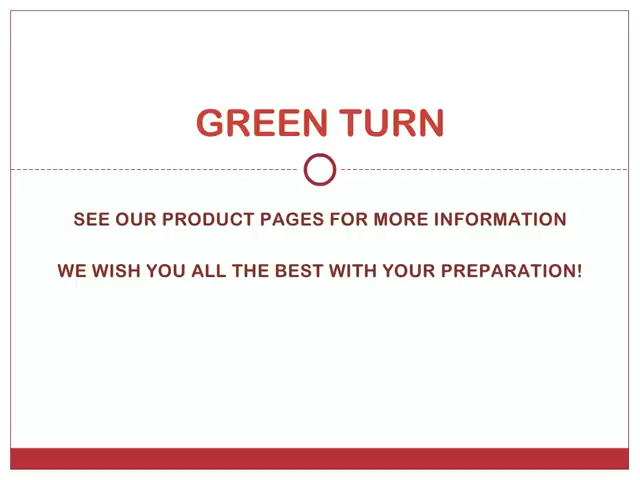 GREEN TURN
SEE OUR PRODUCT PAGES FOR MORE INFORMATION
WE WISH YOU ALL THE BEST WITH YOUR PREPARATION!